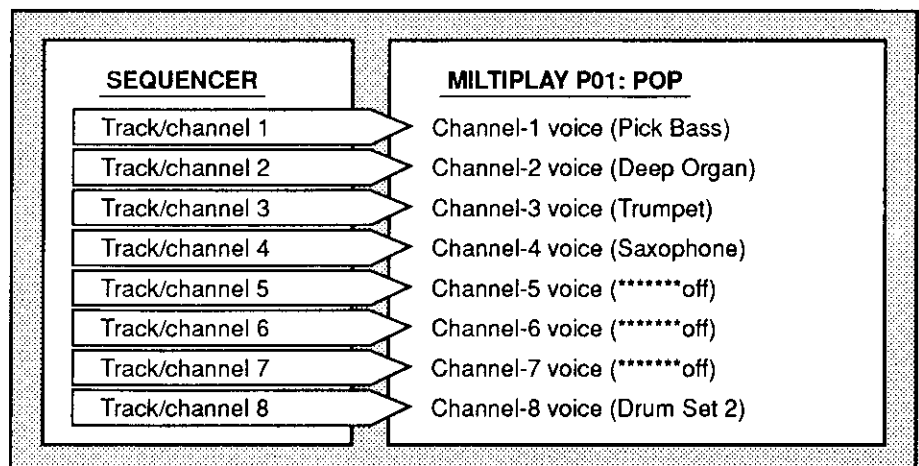 SEQUENCER
MILTIPLAY P01: POP
Track/channel 1
Channel-1 voice (Pick Bass)
Track/channel 2
Channel-2 voice (Deep Organ)
Track/channel 3
Channel-3 voice (Trumpet)
Track/channel 4
Channel-4 voice (Saxophone)
Track/channel 5
Channel-5 voice (*******off)
Track/channel 6
Channel-6 voice (*******off)
Track/channel 7
Channel-7 voice (*******off)
Track/channel 8
Channel-8 voice (Drum Set 2)